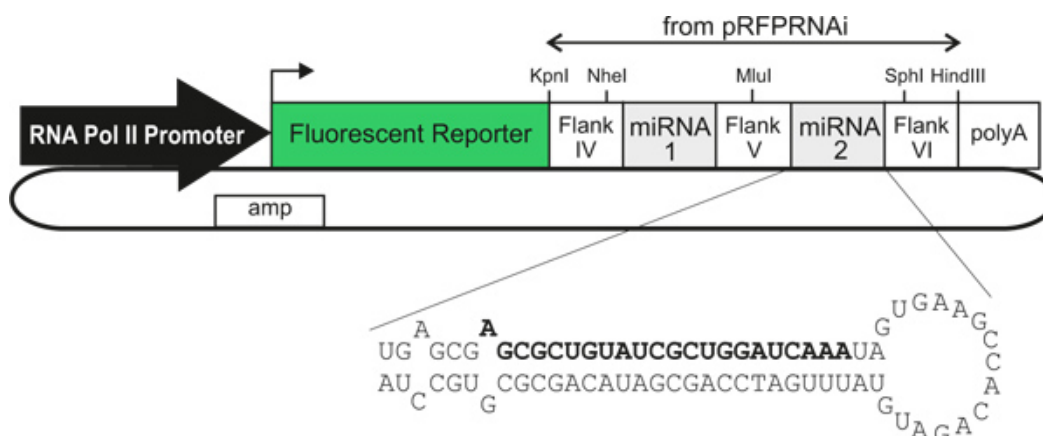 from pRFPRNAi
KpnI NheI MluI SphI HindIII
RNA Pol II Promoter
Fluorescent Reporter
Flank IV
miRNA 1
Flank V
miRNA 2
Flank VI
polyA
amp
A A
UG GCG GCGCUGUAUCGCUGGAUCAAAUA GUGAAGCCACAGAUG
AU CGU CGCGACAUAGCGACCTAGUUUAU
C G